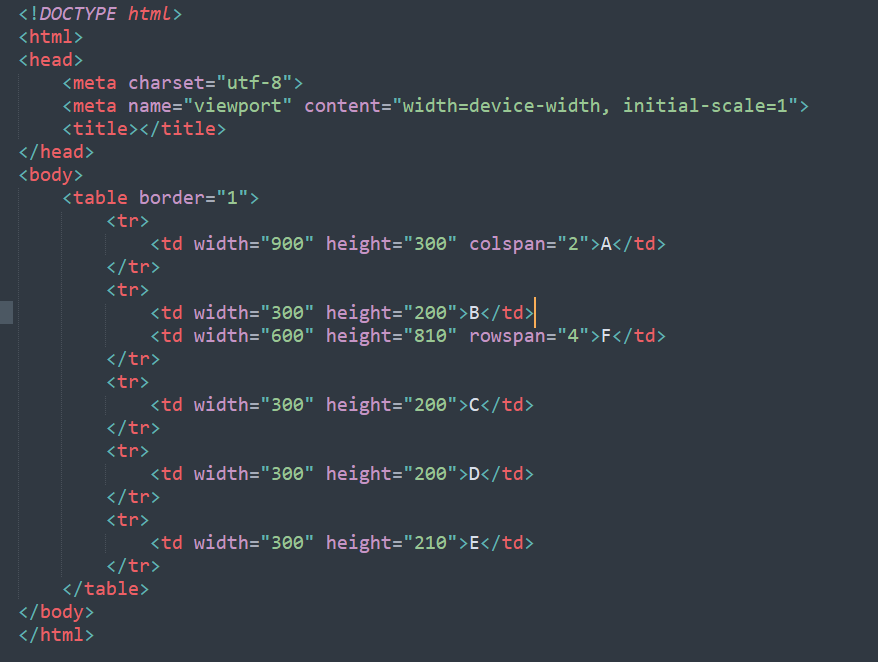 <!DOCTYPE html>
<html>
<head>
    <meta charset="utf-8">
    <meta name="viewport" content="width=device-width, initial-scale=1">
    <title></title>
</head>
<body>
    <table border="1">
        <tr>
            <td width="900" height="300" colspan="2">A</td>
        </tr>
        <tr>
            <td width="300" height="200">B</td>
            <td width="600" height="810" rowspan="4">F</td>
        </tr>
        <tr>
            <td width="300" height="200">C</td>
        </tr>
        <tr>
            <td width="300" height="200">D</td>
        </tr>
        <tr>
            <td width="300" height="210">E</td>
        </tr>
    </table>
</body>
</html>